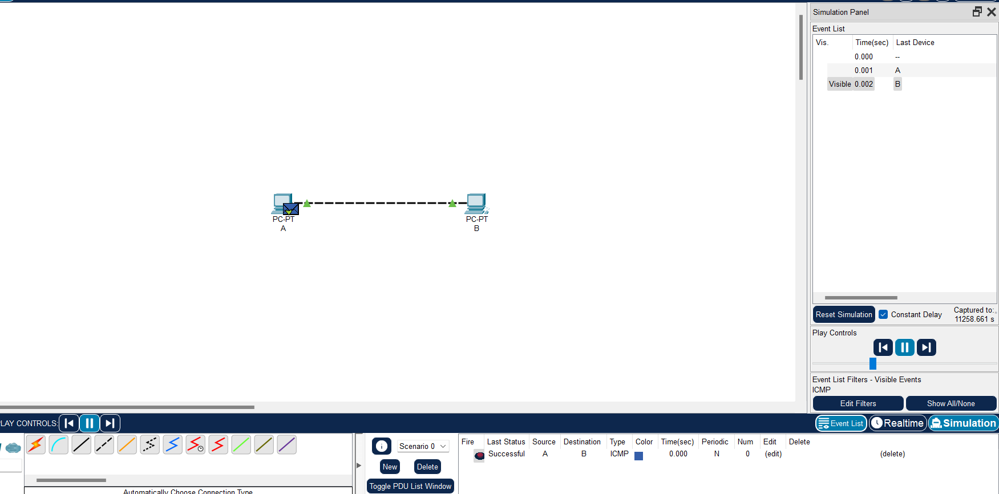 Simulation Panel
Event List
Vis. Time(sec) Last Device
0.000 --
0.001 A
Visible 0.002 B
PC-PT
A
PC-PT
B
Reset Simulation Constant Delay Captured to:
11258.661 s
Play Controls
Event List Filters - Visible Events
ICMP
Edit Filters Show All/None
LAY CONTROLS:
Event List Realtime Simulation
Scenario 0
New Delete
Toggle PDU List Window
Fire Last Status Source Destination Type Color Time(sec) Periodic Num Edit Delete
Successful A B ICMP 0.000 N 0 (edit) (delete)
Automatically Choose Connection Type